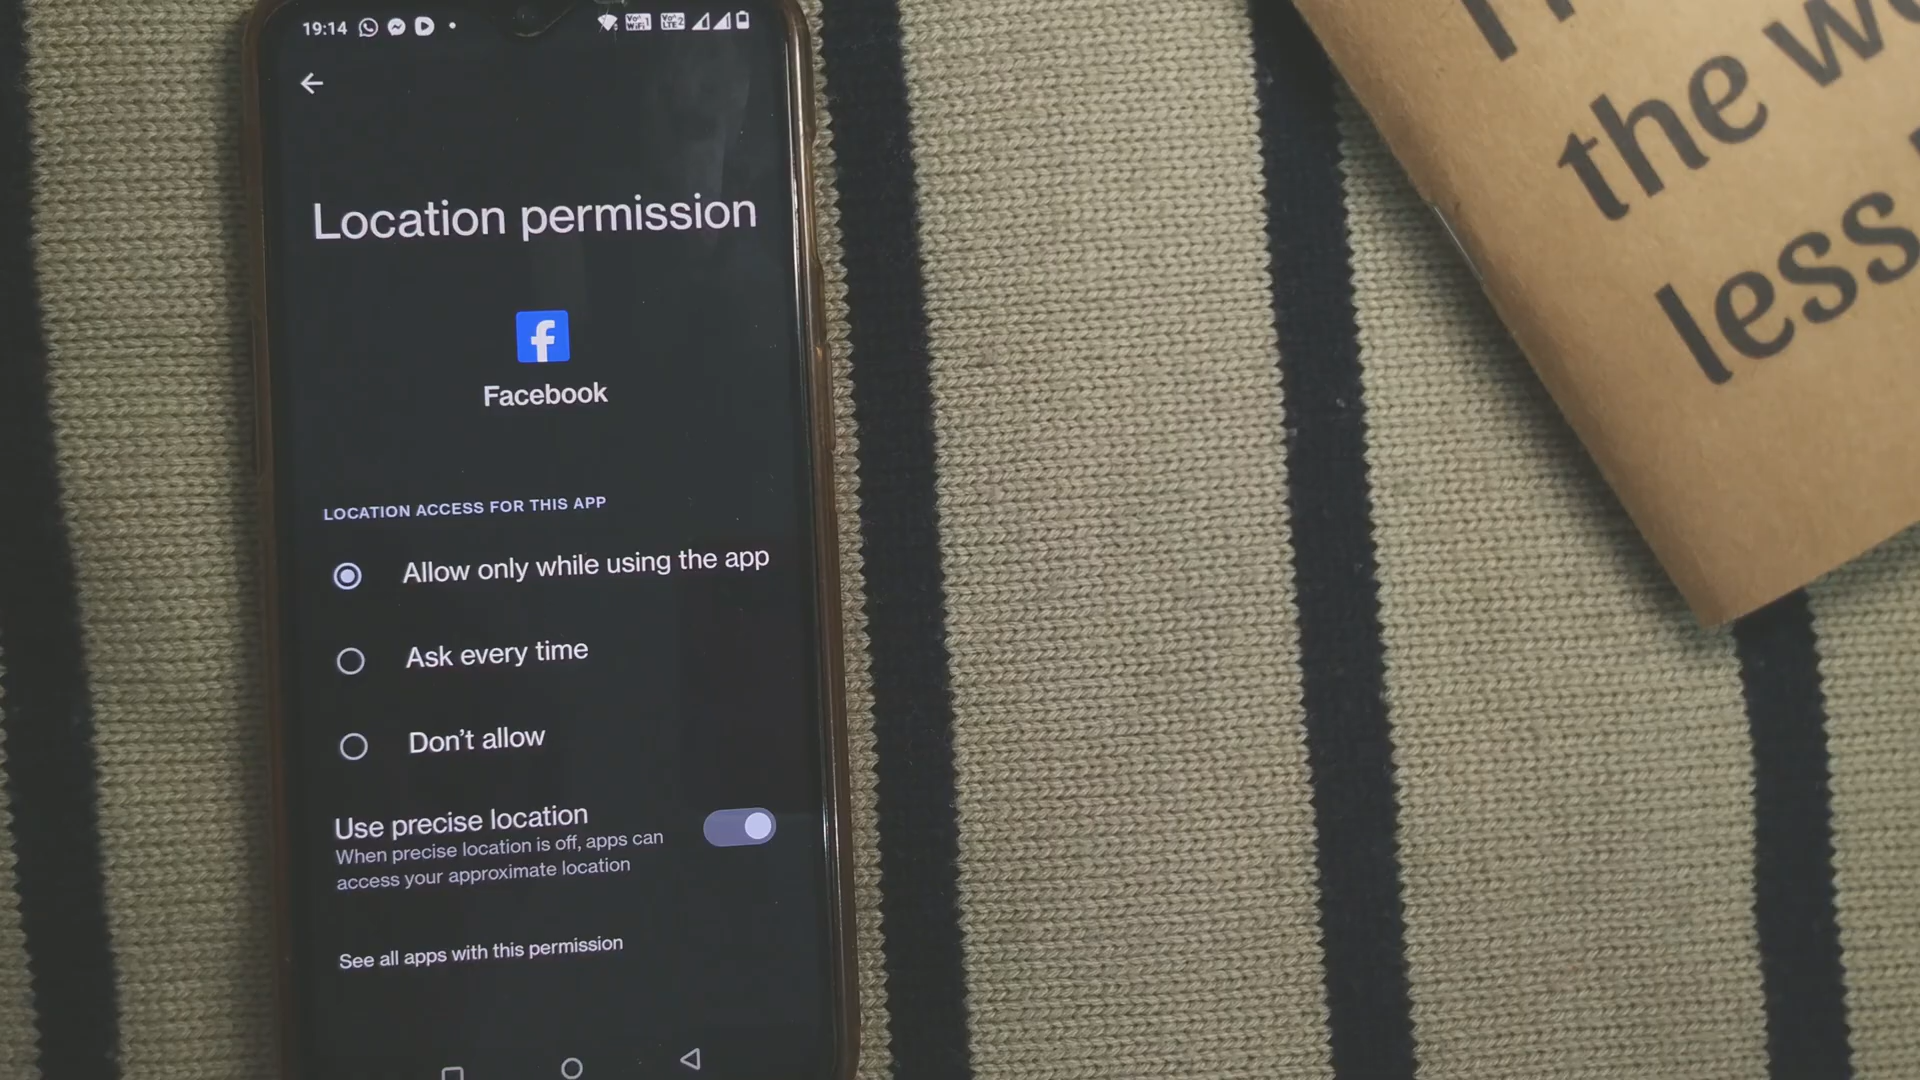 19:14
Location permission
Facebook
LOCATION ACCESS FOR THIS APP
Allow only while using the app
Ask every time
Don't allow
Use precise location
When precise location is off, apps can
access your approximate location
See all apps with this permission
the
less